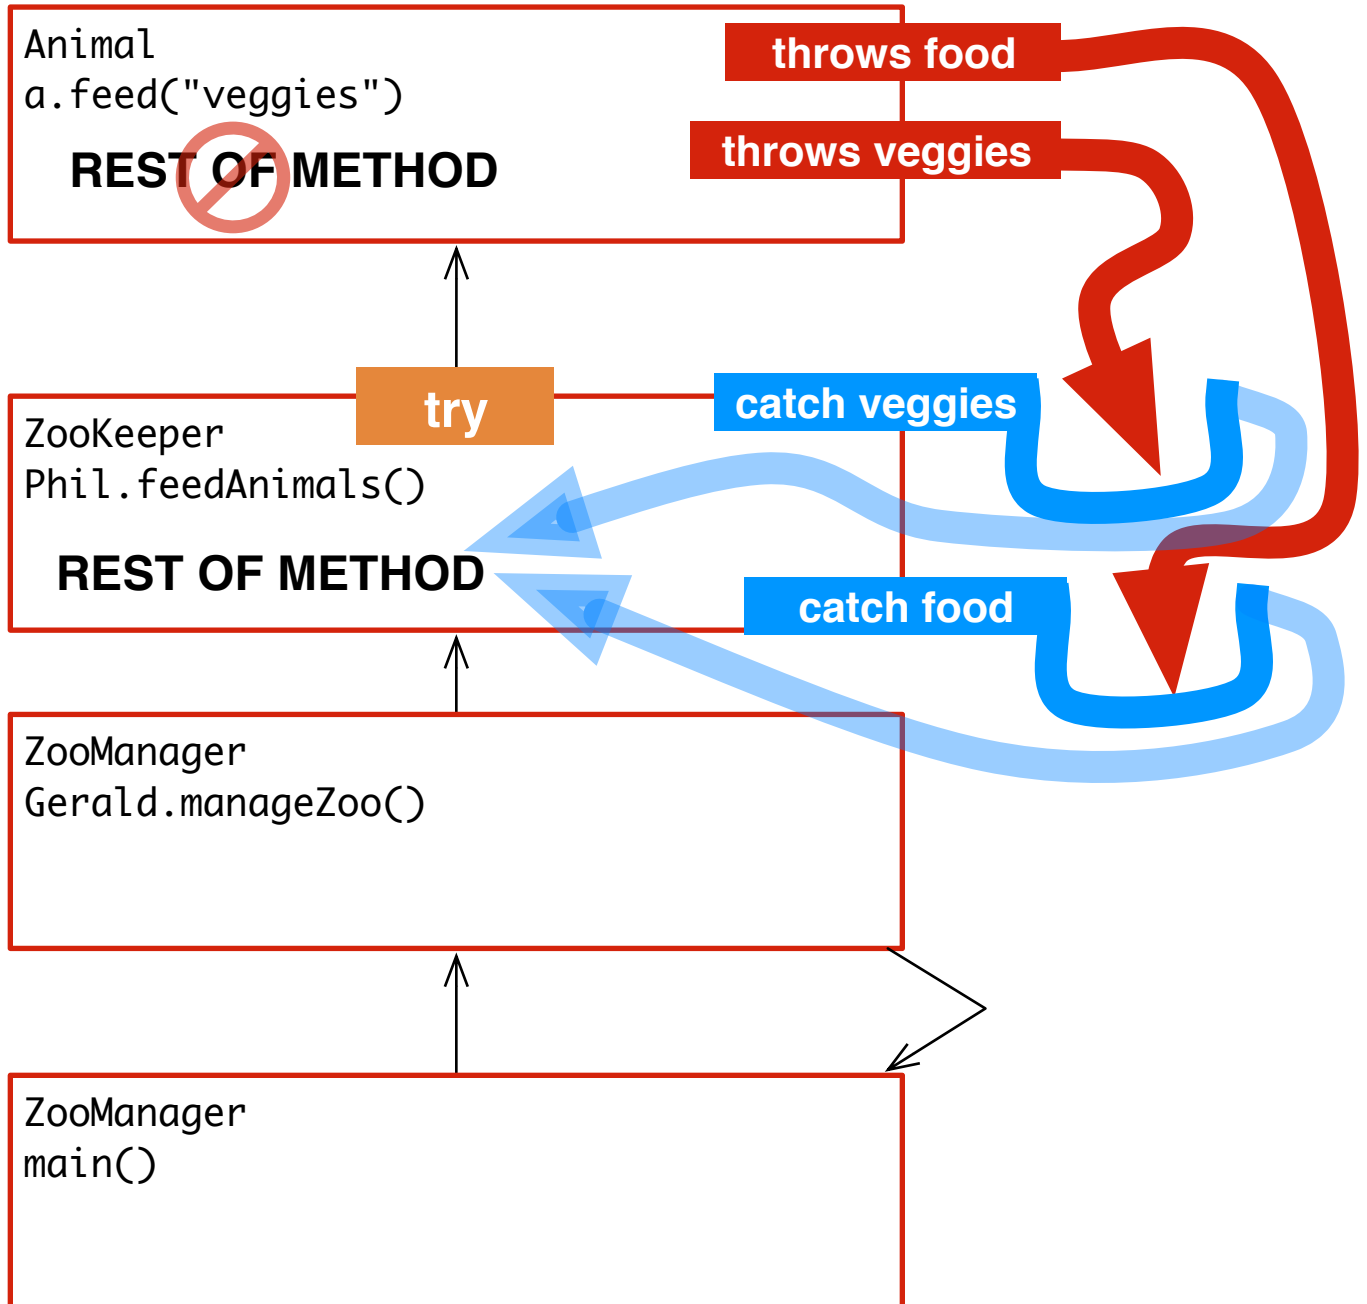 Animal
throws food
a.feed("veggies")
REST OF METHOD
throws veggies
try
catch veggies
ZooKeeper
Phil.feedAnimals()
REST OF METHOD
catch food
ZooManager
Gerald.manageZoo()
ZooManager
main()